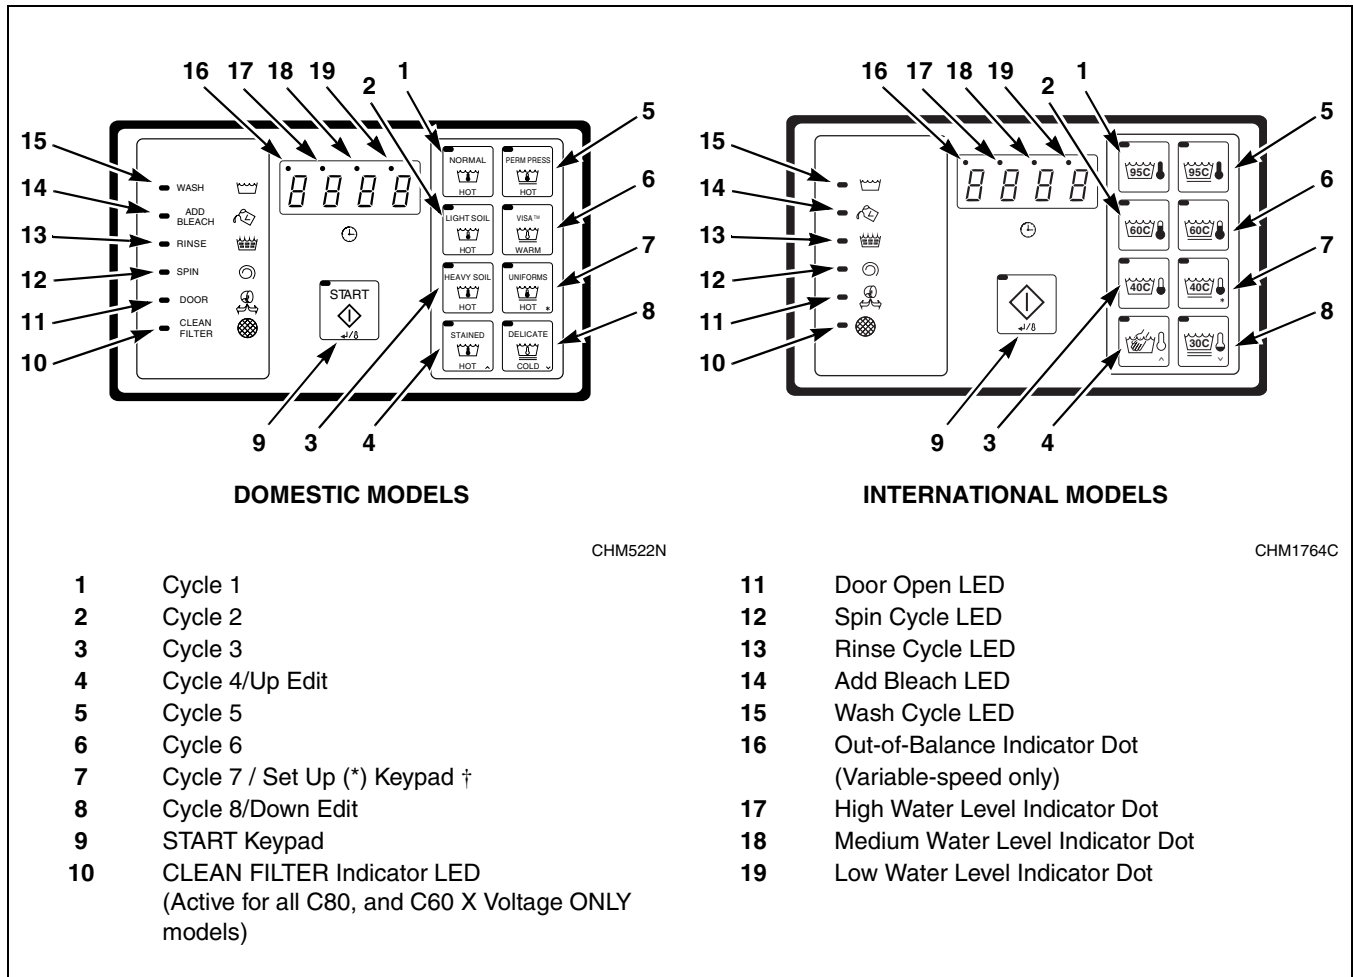 16 17 18 19 2 1
5
15
14
13
12
11
10
6
7
8
WASH
ADD
BLEACH
RINSE
SPIN
DOOR
CLEAN
FILTER
8 8 8 8
START
NORMAL
HOT
PERM PRESS
HOT
LIGHT SOIL
HOT
VISA™
WARM
HEAVY SOIL
HOT
UNIFORMS
HOT *
STAINED
HOT ^
DELICATE
COLD ˅
9 3 4
DOMESTIC MODELS
CHM522N
16 17 18 19 2 1
5
15
14
13
12
11
10
6
7
8
8 8 8 8
95C
95C
60C
60C
40C
40C
*
^
30C
˅
9 3 4
INTERNATIONAL MODELS
CHM1764C
1 Cycle 1
2 Cycle 2
3 Cycle 3
4 Cycle 4/Up Edit
5 Cycle 5
6 Cycle 6
7 Cycle 7 / Set Up (*) Keypad †
8 Cycle 8/Down Edit
9 START Keypad
10 CLEAN FILTER Indicator LED
(Active for all C80, and C60 X Voltage ONLY
models)
11 Door Open LED
12 Spin Cycle LED
13 Rinse Cycle LED
14 Add Bleach LED
15 Wash Cycle LED
16 Out-of-Balance Indicator Dot
(Variable-speed only)
17 High Water Level Indicator Dot
18 Medium Water Level Indicator Dot
19 Low Water Level Indicator Dot